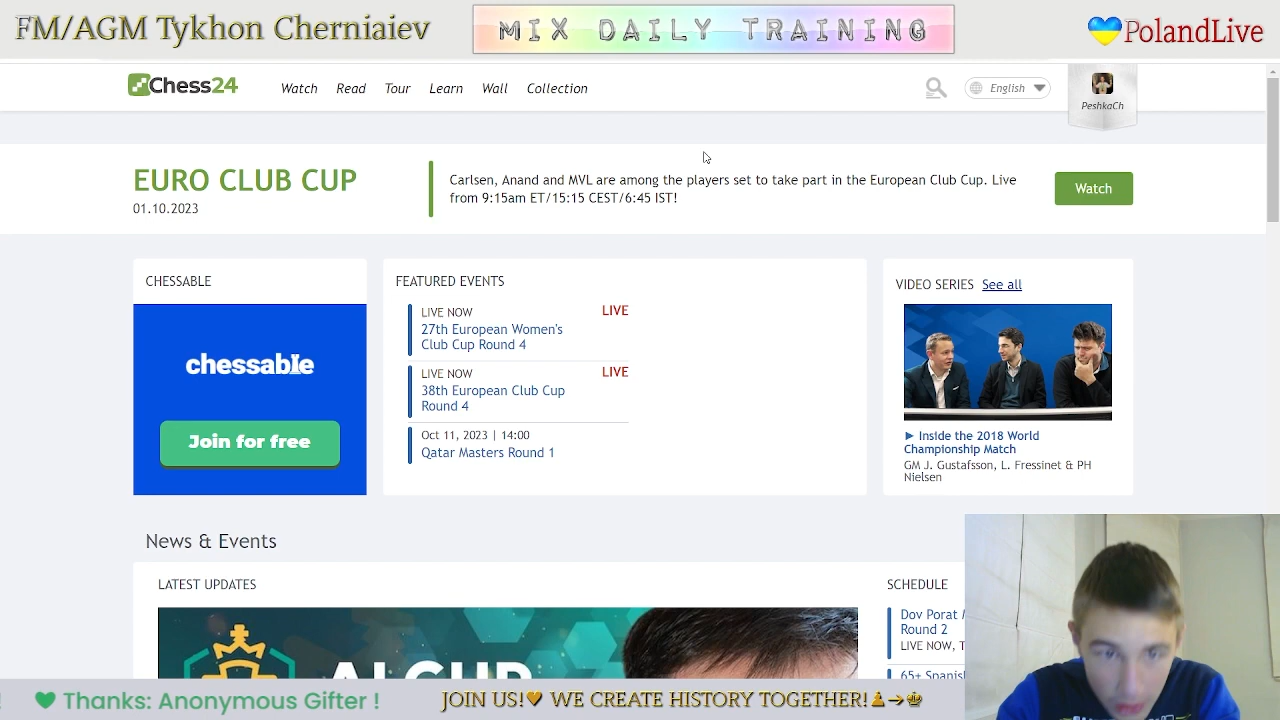 FM/AGM Tykhon Cherniaiev
MIX DAILY TRAINING
PolandLive
Chess24
Watch Read Tour Learn Wall Collection
English
PeshkaCh
EURO CLUB CUP
01.10.2023
Carlsen, Anand and MVL are among the players set to take part in the European Club Cup. Live
from 9:15am ET/15:15 CEST/6:45 IST!
Watch
CHESSABLE
chessable
Join for free
FEATURED EVENTS
LIVE NOW LIVE
27th European Women's
Club Cup Round 4
LIVE NOW LIVE
38th European Club Cup
Round 4
Oct 11, 2023 | 14:00
Qatar Masters Round 1
VIDEO SERIES See all
Inside the 2018 World
Championship Match
GM J. Gustafsson, L. Fressinet & PH
Nielsen
News & Events
LATEST UPDATES
AI CUP
SCHEDULE
Dov Porat
Round 2
LIVE NOW, T
65+ Spanish
! Thanks: Anonymous Gifter !
JOIN US! WE CREATE HISTORY TOGETHER!